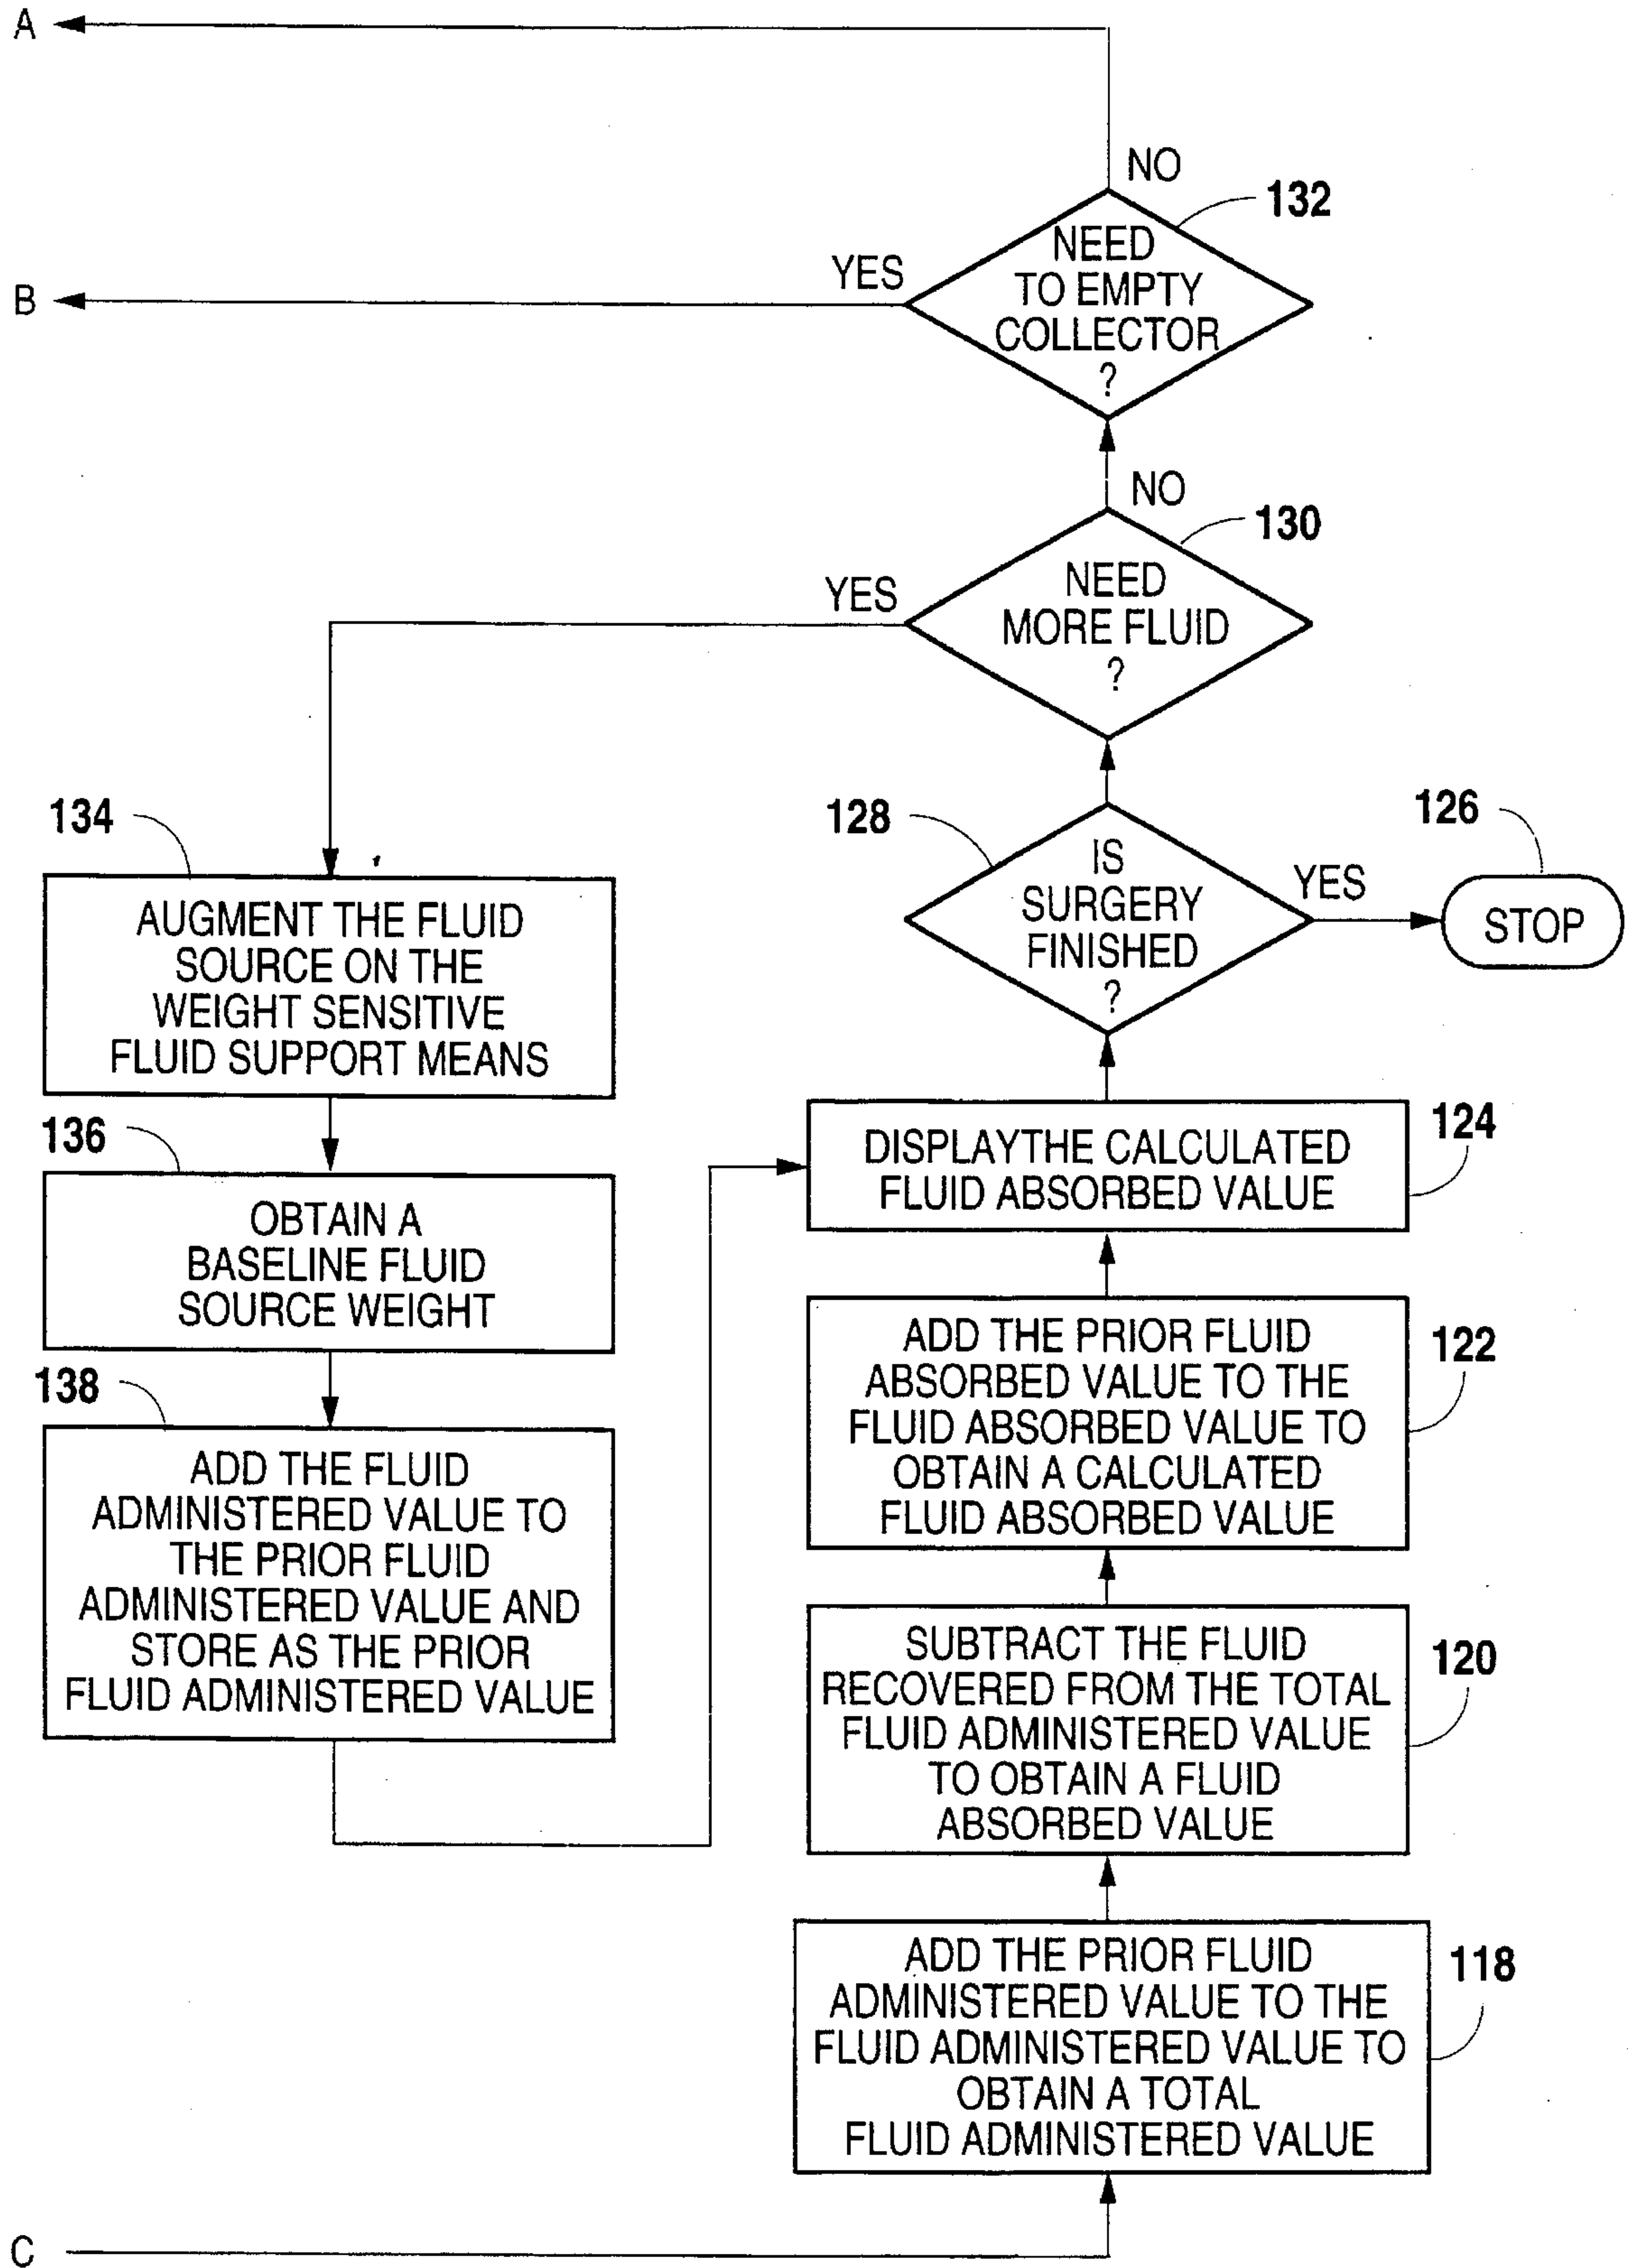 A
NO
132
NEED
TO EMPTY
COLLECTOR
?
YES
B
NO
130
NEED
MORE FLUID
?
YES
134
AUGMENT THE FLUID
SOURCE ON THE
WEIGHT SENSITIVE
FLUID SUPPORT MEANS
128
IS
SURGERY
FINISHED
?
YES
126
STOP
136
OBTAIN A
BASELINE FLUID
SOURCE WEIGHT
124
DISPLAYTHE CALCULATED
FLUID ABSORBED VALUE
138
ADD THE FLUID
ADMINISTERED VALUE TO
THE PRIOR FLUID
ADMINISTERED VALUE AND
STORE AS THE PRIOR
FLUID ADMINISTERED VALUE
122
ADD THE PRIOR FLUID
ABSORBED VALUE TO THE
FLUID ABSORBED VALUE TO
OBTAIN A CALCULATED
FLUID ABSORBED VALUE
120
SUBTRACT THE FLUID
RECOVERED FROM THE TOTAL
FLUID ADMINISTERED VALUE
TO OBTAIN A FLUID
ABSORBED VALUE
118
ADD THE PRIOR FLUID
ADMINISTERED VALUE TO THE
FLUID ADMINISTERED VALUE TO
OBTAIN A TOTAL
FLUID ADMINISTERED VALUE
C